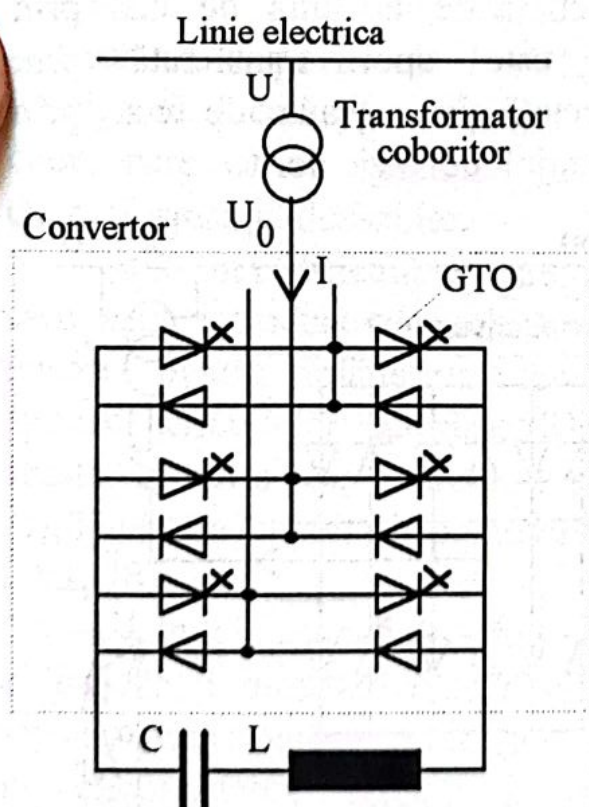 Linie electrica
U
Transformator
coboritor
U0
Convertor
I
GTO
C
L